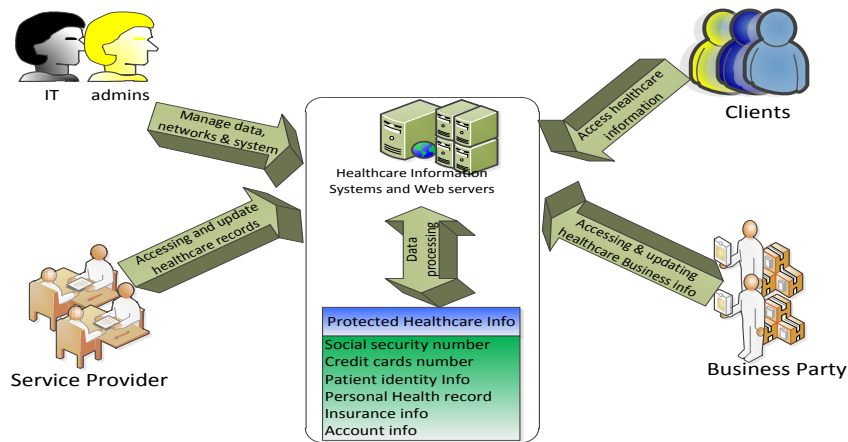 IT admins
Clients
Manage data,
networks & system
Access healthcare
information
Healthcare Information
Systems and Web servers
Accessing and update
healthcare records
Data
processing
Accessing & updating
healthcare Business info
Service Provider
Business Party
Protected Healthcare Info
Social security number
Credit cards number
Patient identity Info
Personal Health record
Insurance info
Account info